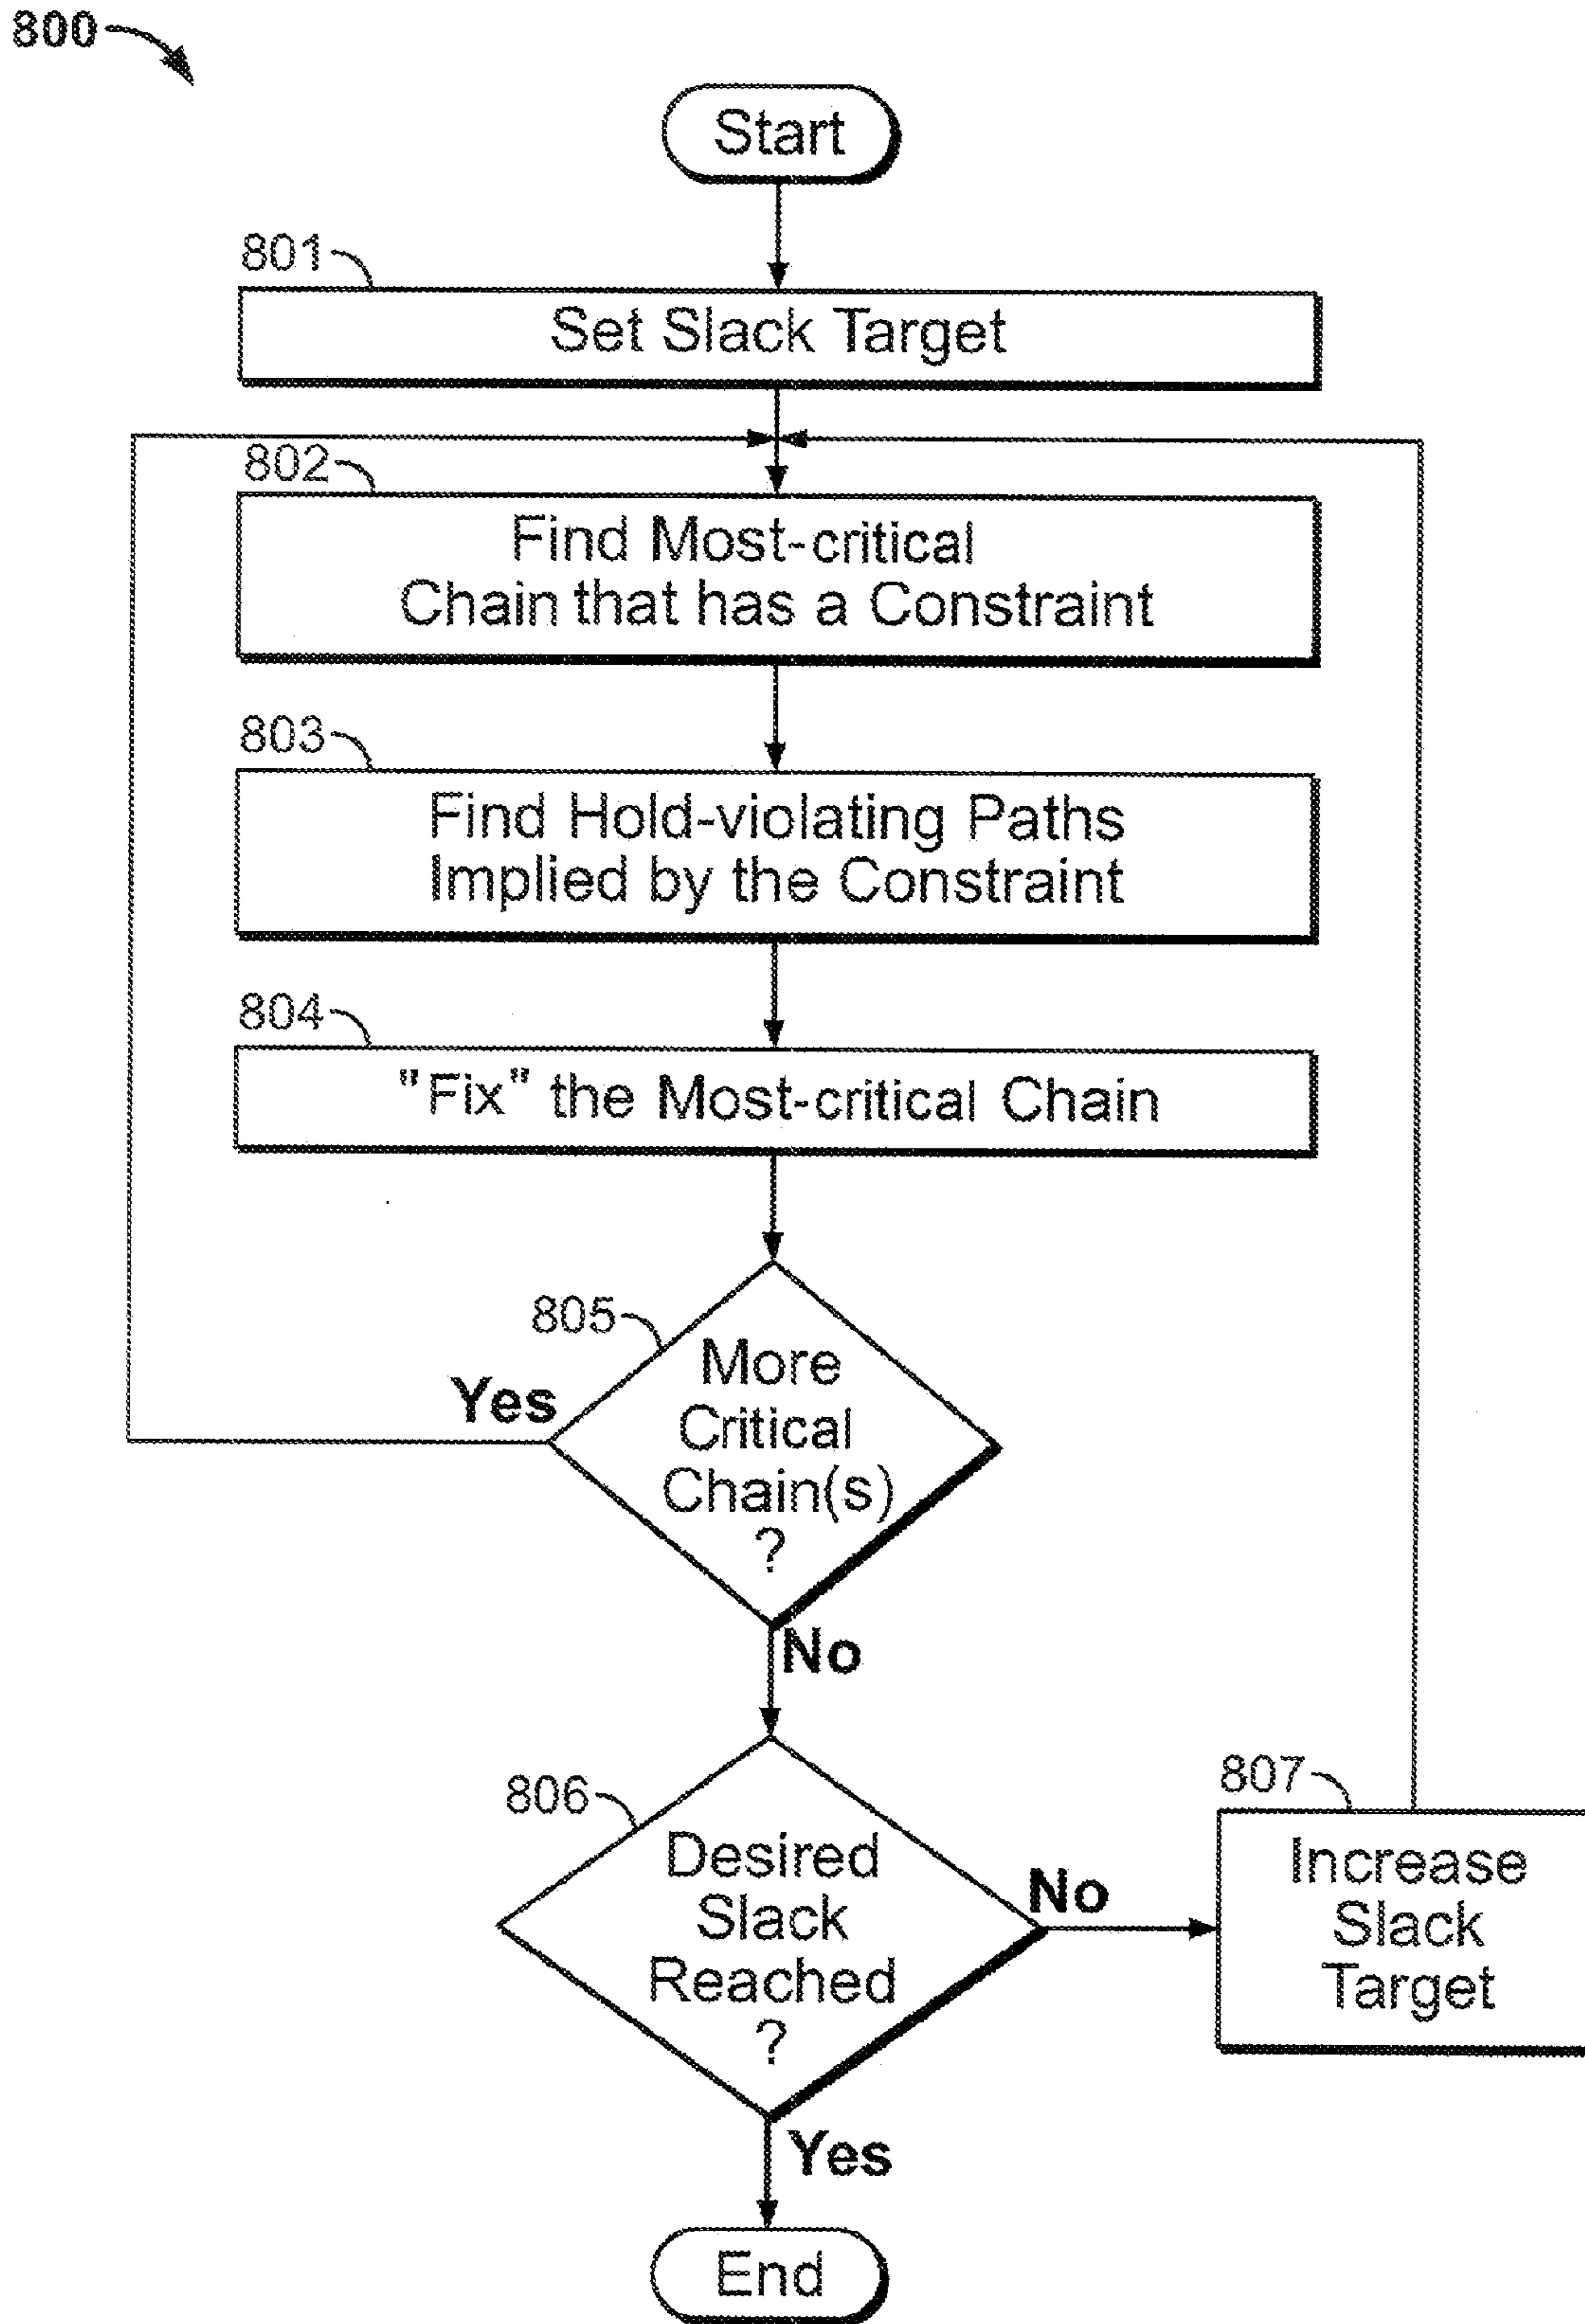 800
Start
801
Set Slack Target
802
Find Most-critical
Chain that has a Constraint
803
Find Hold-violating Paths
Implied by the Constraint
804
"Fix" the Most-critical Chain
805
More
Critical
Chain(s)
?
Yes
No
806
Desired
Slack
Reached
?
No
807
Increase
Slack
Target
Yes
End